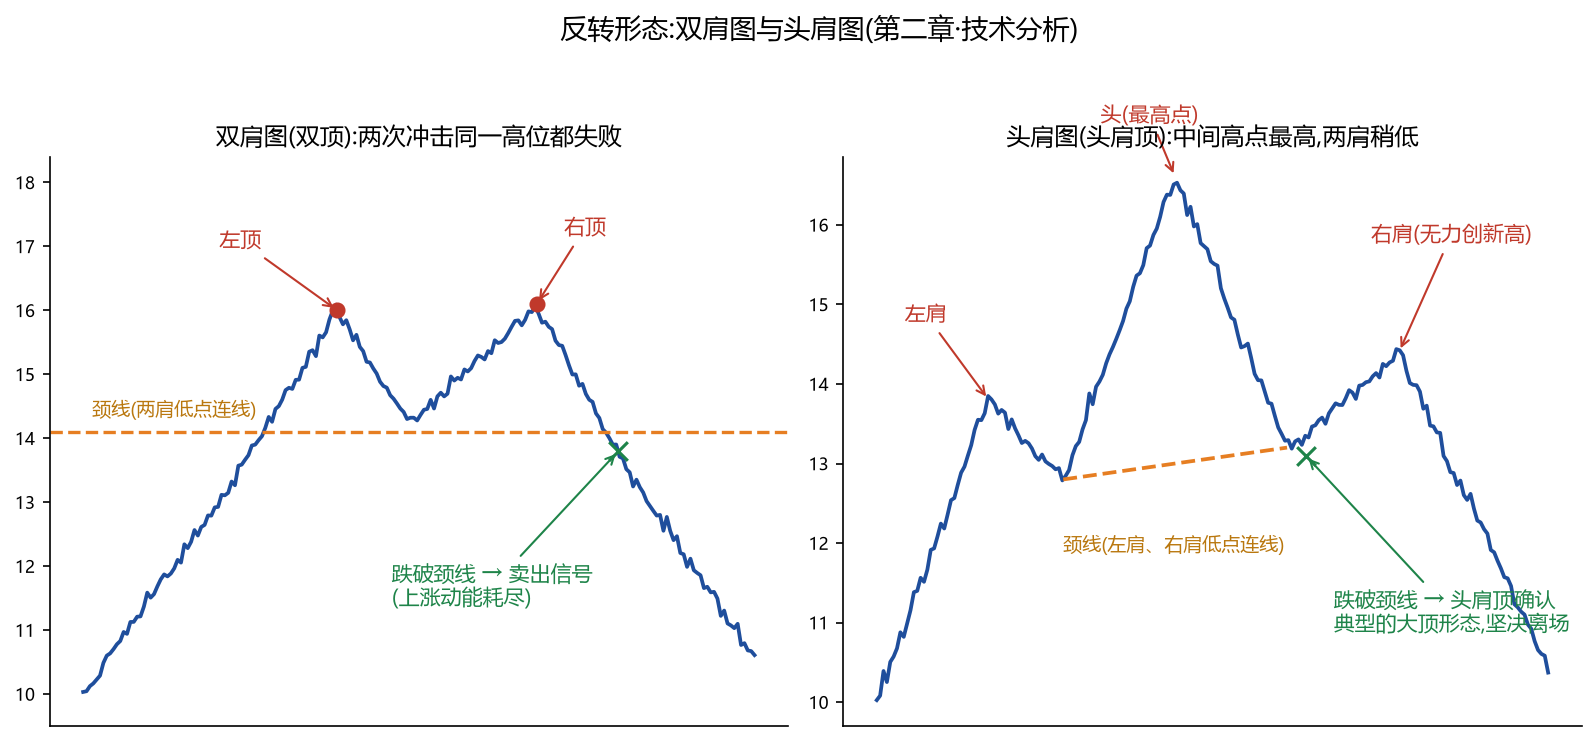 反转形态:双肩图与头肩图(第二章·技术分析)
双肩图(双顶):两次冲击同一高位都失败
左顶
右顶
颈线(两肩低点连线)
跌破颈线 → 卖出信号
(上涨动能耗尽)
18
17
16
15
14
13
12
11
10
头(最高点)
头肩图(头肩顶):中间高点最高,两肩稍低
右肩(无力创新高)
左肩
颈线(左肩、右肩低点连线)
跌破颈线 → 头肩顶确认
典型的大顶形态,坚决离场
16
15
14
13
12
11
10